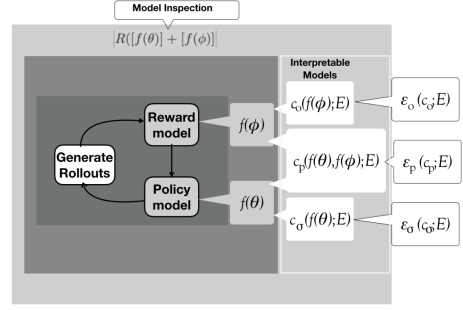 Model Inspection
|R([f(θ)] + [f(ϕ)]|
Interpretable
Models
Reward
model
f(ϕ)
c_o(f(ϕ);E)
ε_o (c_o;E)
Generate
Rollouts
c_p(f(θ),f(ϕ);E)
ε_p (c_p;E)
Policy
model
f(θ)
c_σ(f(θ);E)
ε_σ (c_σ;E)